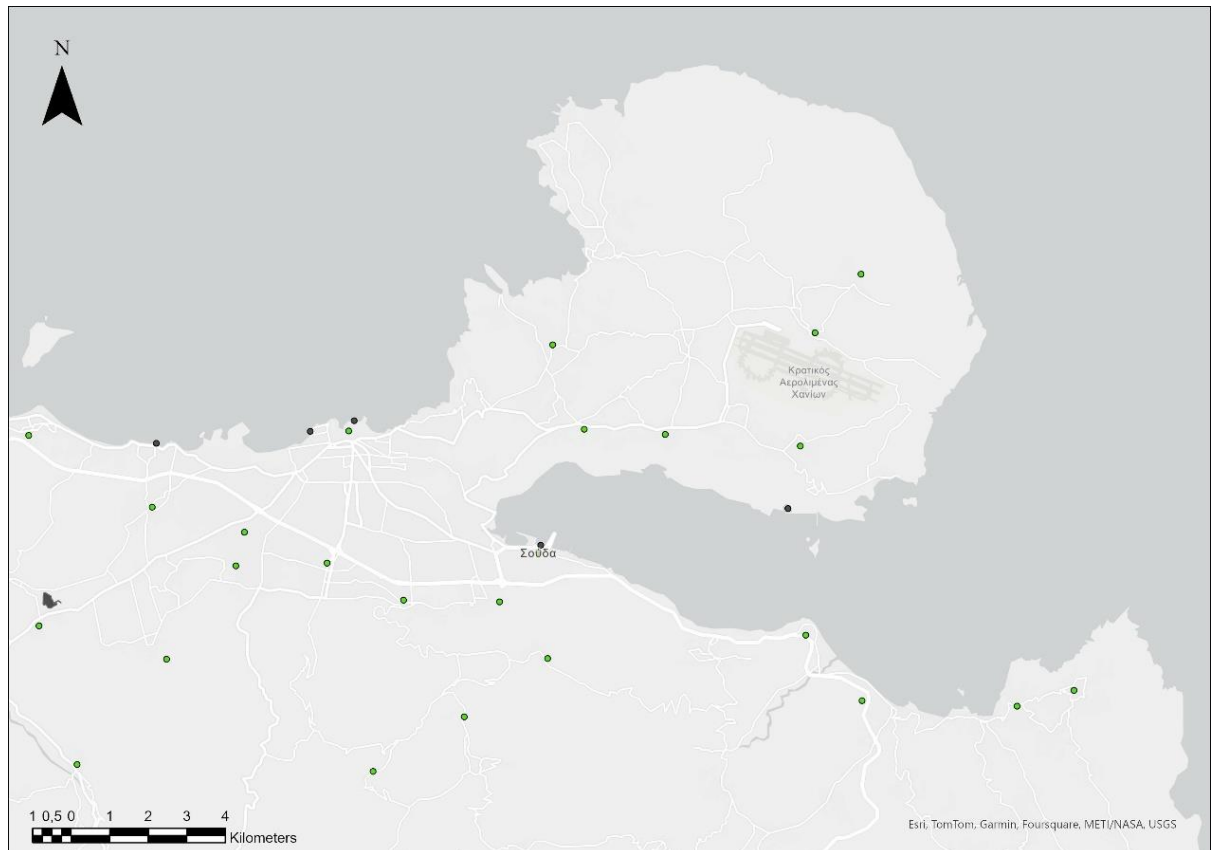 N
Κρατικός
Αερολιμένας
Χανίων
Σούδα
1 0,5 0 1 2 3 4
Kilometers
Esri, TomTom, Garmin, Foursquare, METI/NASA, USGS